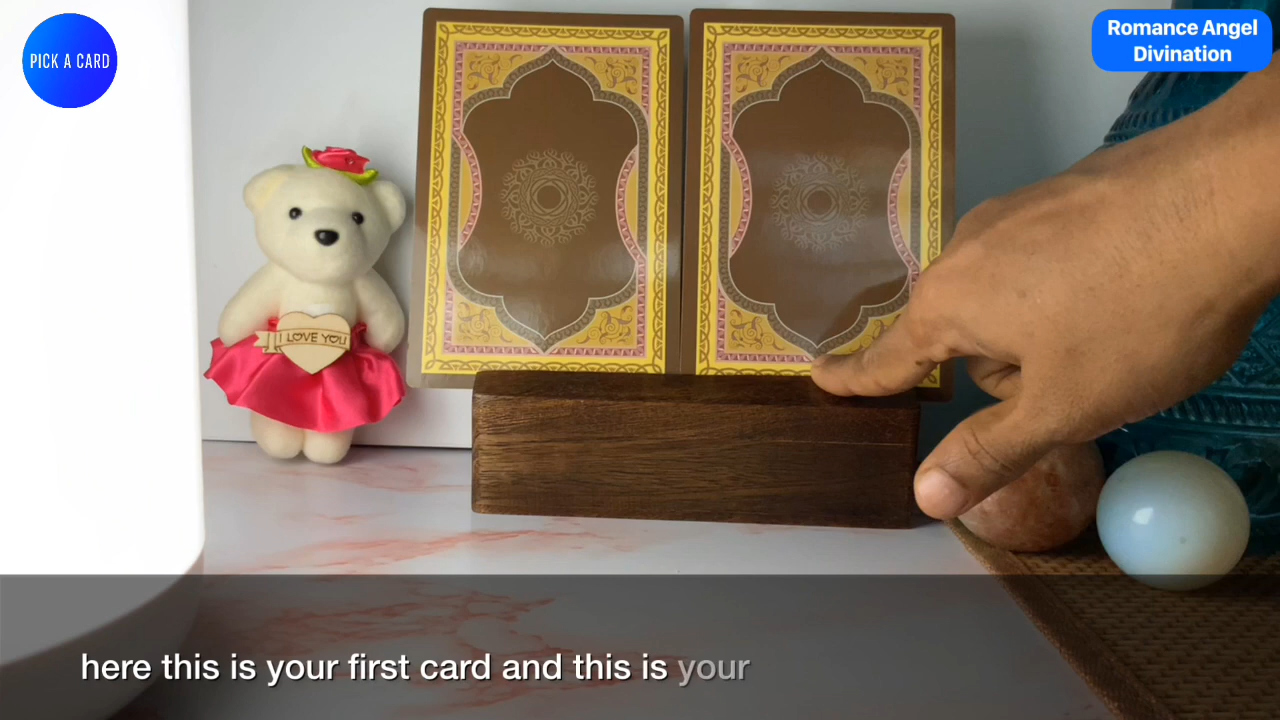 PICK A CARD
Romance Angel
Divination
I LOVE YOU
here this is your first card and this is your